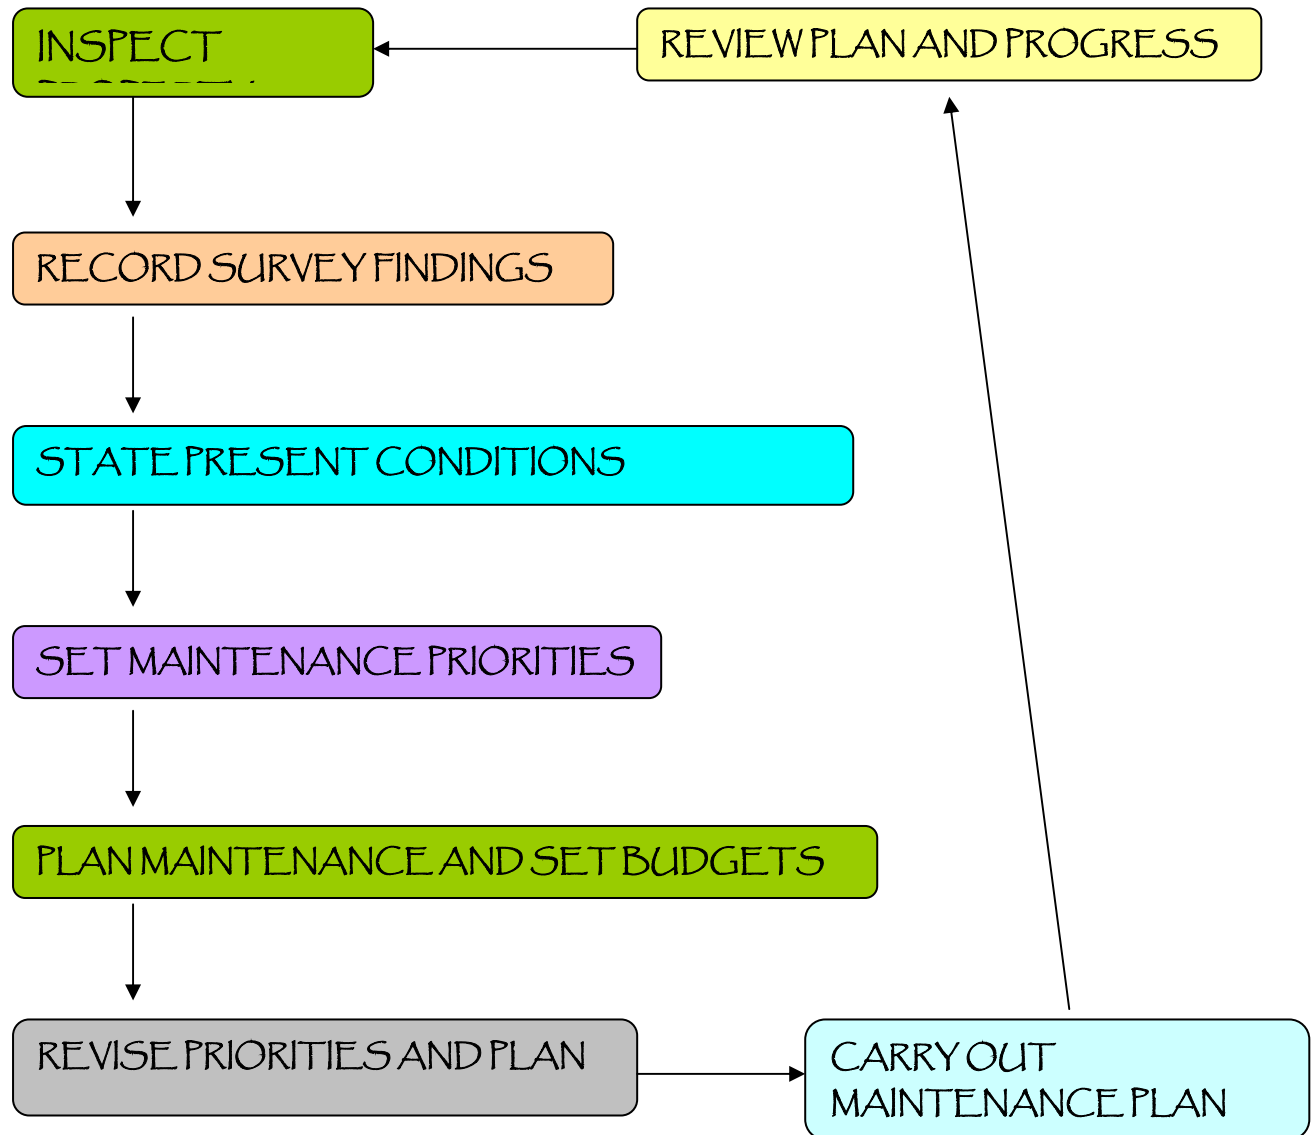 INSPECT
REVIEW PLAN AND PROGRESS
RECORD SURVEY FINDINGS
STATE PRESENT CONDITIONS
SET MAINTENANCE PRIORITIES
PLAN MAINTENANCE AND SET BUDGETS
REVISE PRIORITIES AND PLAN
CARRY OUT
MAINTENANCE PLAN